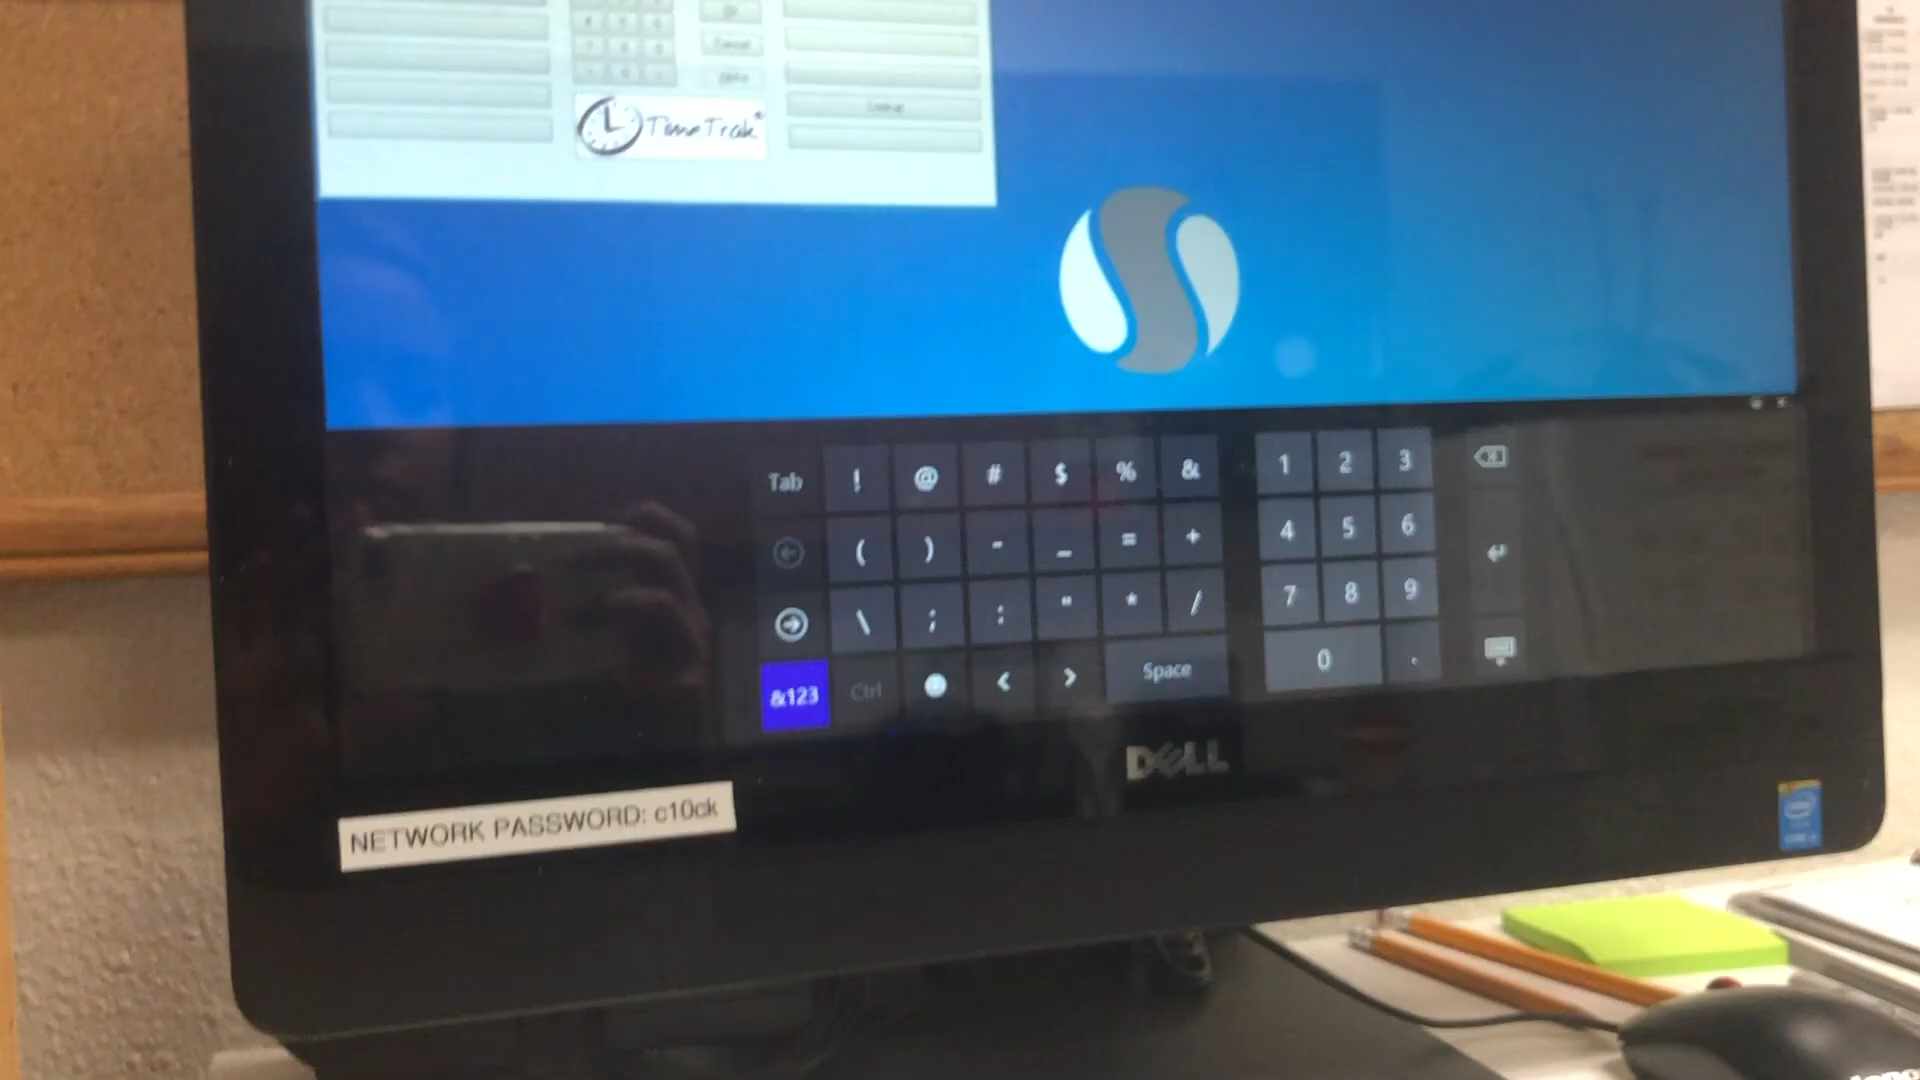 Cancel
TimeTrak
Tab ! @ # $ % & 1 2 3
( ) - _ = + 4 5 6
\ ; : " * / 7 8 9
&123 Ctrl < > Space 0 .
DELL
NETWORK PASSWORD: c10ck